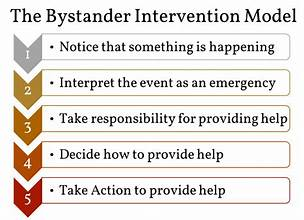 The Bystander Intervention Model
1 • Notice that something is happening
2 • Interpret the event as an emergency
3 • Take responsibility for providing help
4 • Decide how to provide help
5 • Take Action to provide help